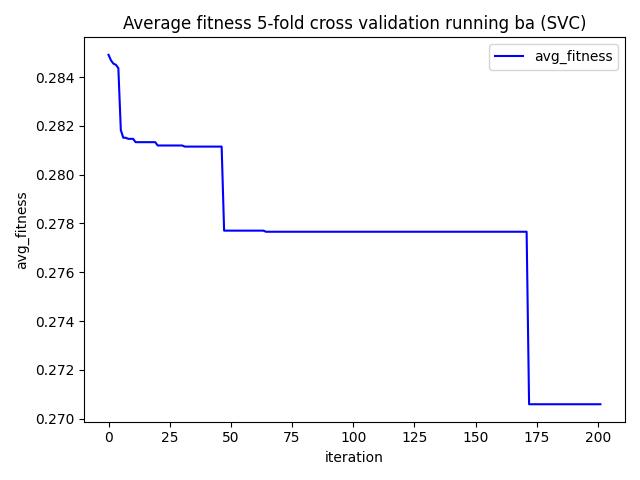 Average fitness 5-fold cross validation running ba (SVC)
avg_fitness
0.284
0.282
0.280
0.278
0.276
0.274
0.272
0.270
avg_fitness
0 25 50 75 100 125 150 175 200
iteration